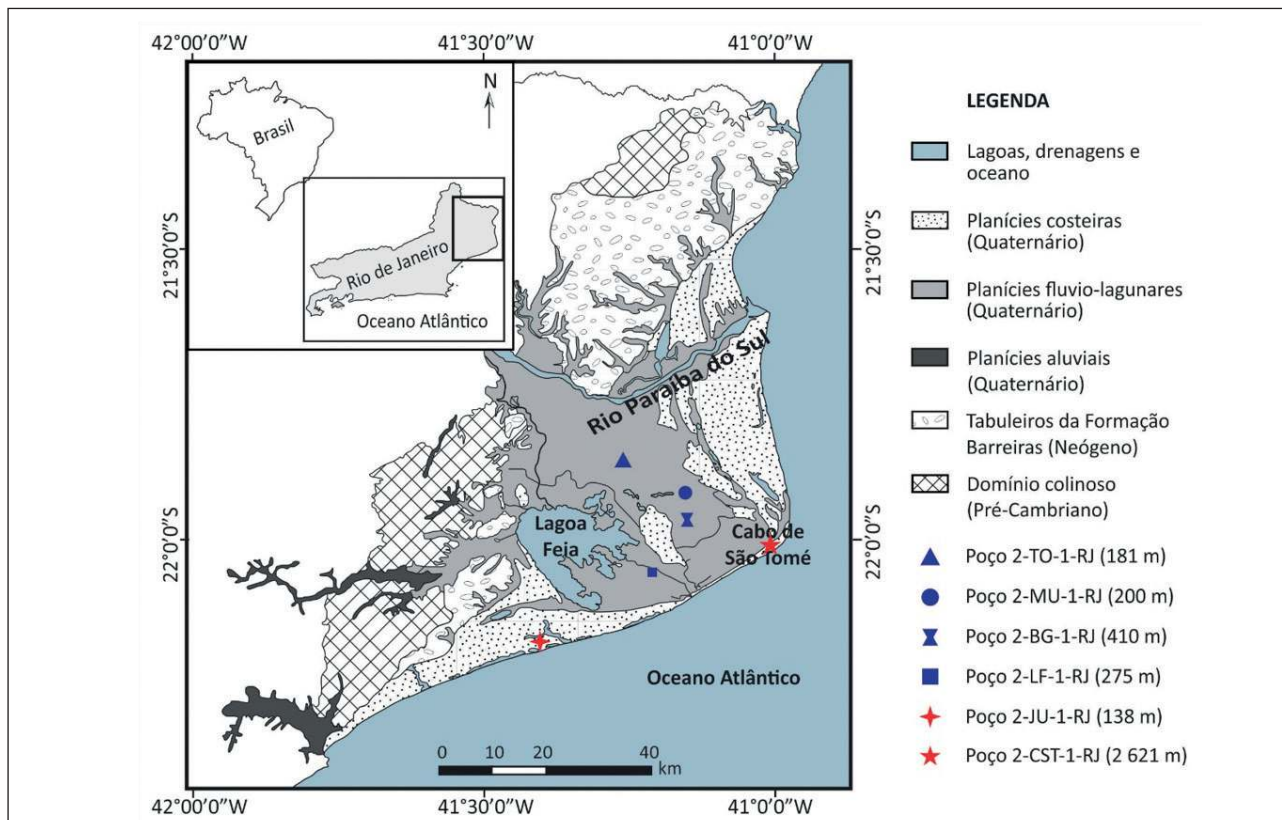 42°00’0”W
41°30’0”W
41°0’0”W
N
Brasil
Rio de Janeiro
Oceano Atlântico
21°30’0”S
21°30’0”S
Rio Paraíba do Sul
Lagoa
Feia
Cabo de
São Tomé
22°0’0”S
22°0’0”S
Oceano Atlântico
0 10 20 40
km
42°00’0”W
41°30’0”W
41°0’0”W
LEGENDA
Lagoas, drenagens e
oceano
Planícies costeiras
(Quaternário)
Planícies fluvio-lagunares
(Quaternário)
Planícies aluviais
(Quaternário)
Tabuleiros da Formação
Barreiras (Neógeno)
Domínio colinoso
(Pré-Cambriano)
Poço 2-TO-1-RJ (181 m)
Poço 2-MU-1-RJ (200 m)
Poço 2-BG-1-RJ (410 m)
Poço 2-LF-1-RJ (275 m)
Poço 2-JU-1-RJ (138 m)
Poço 2-CST-1-RJ (2 621 m)